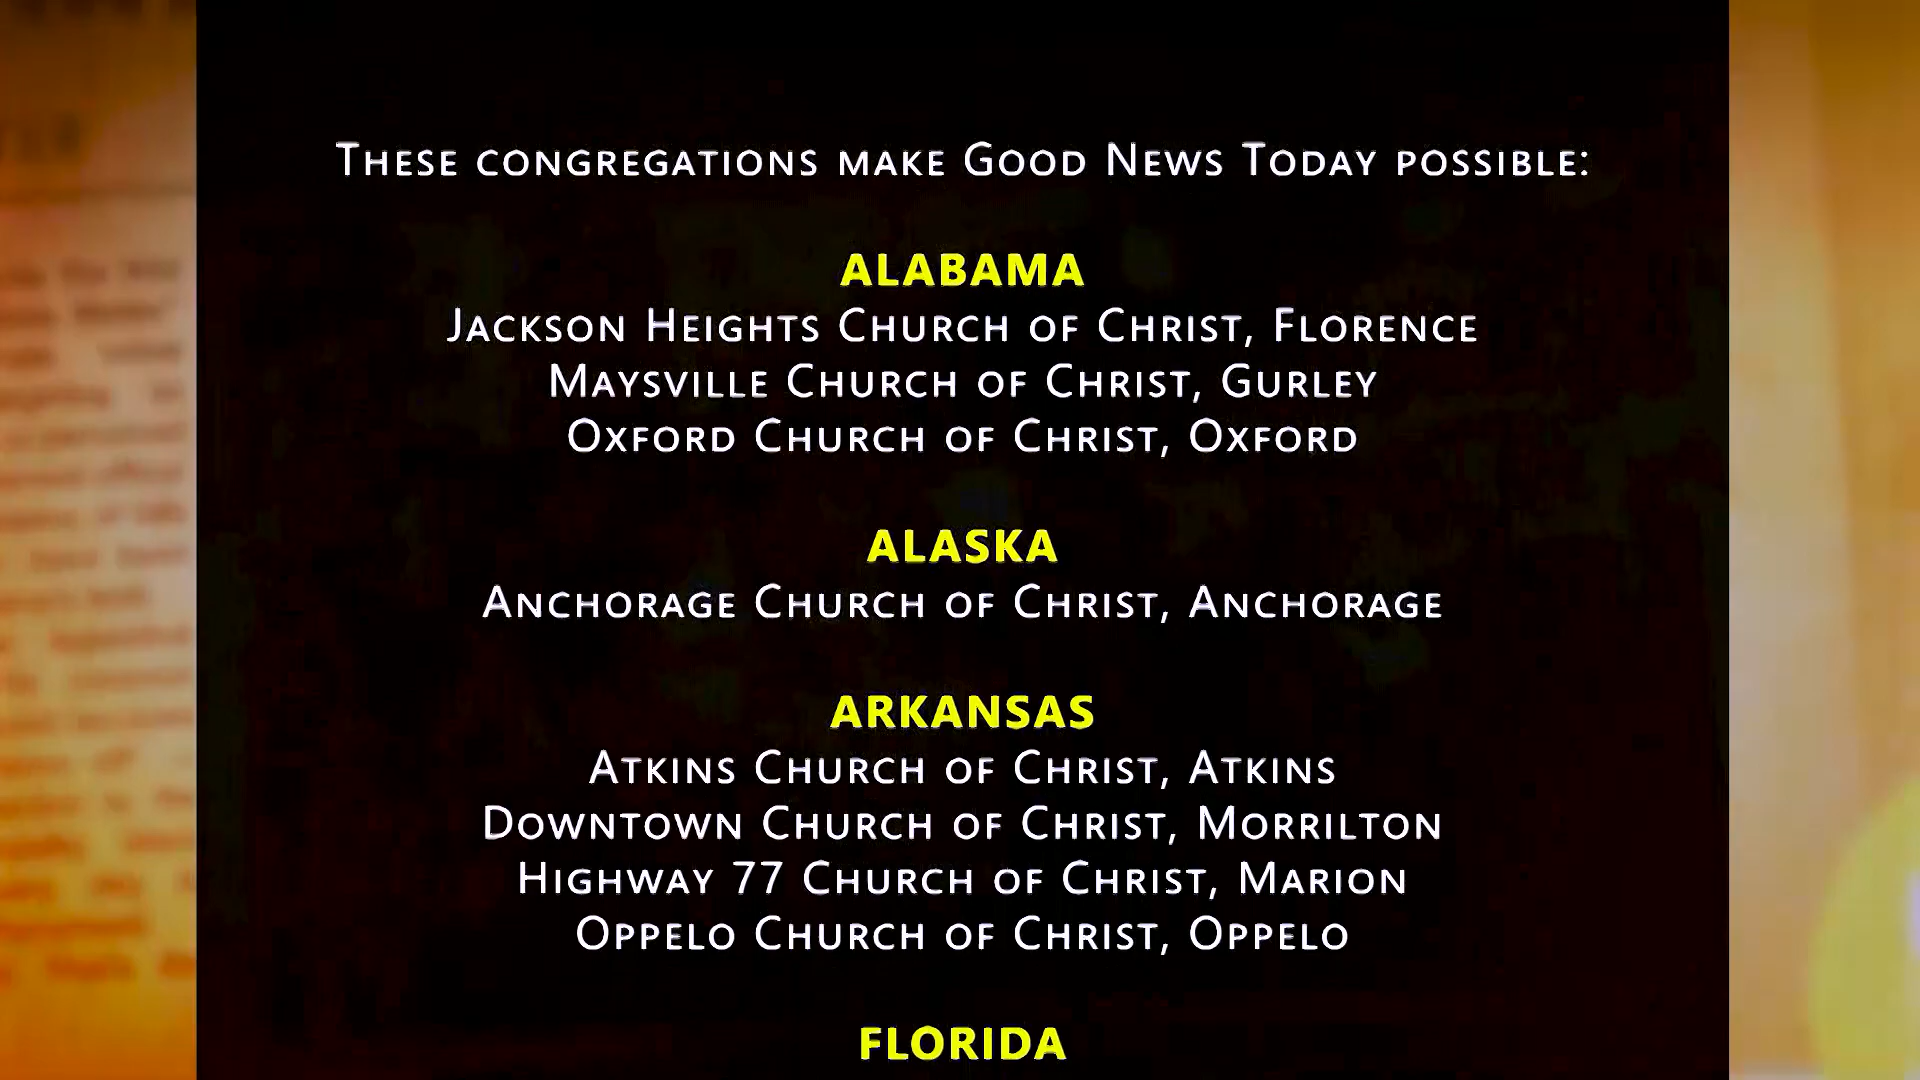 These congregations make Good News Today possible:
ALABAMA
Jackson Heights Church of Christ, Florence
Maysville Church of Christ, Gurley
Oxford Church of Christ, Oxford
ALASKA
Anchorage Church of Christ, Anchorage
ARKANSAS
Atkins Church of Christ, Atkins
Downtown Church of Christ, Morrilton
Highway 77 Church of Christ, Marion
Oppelo Church of Christ, Oppelo
FLORIDA